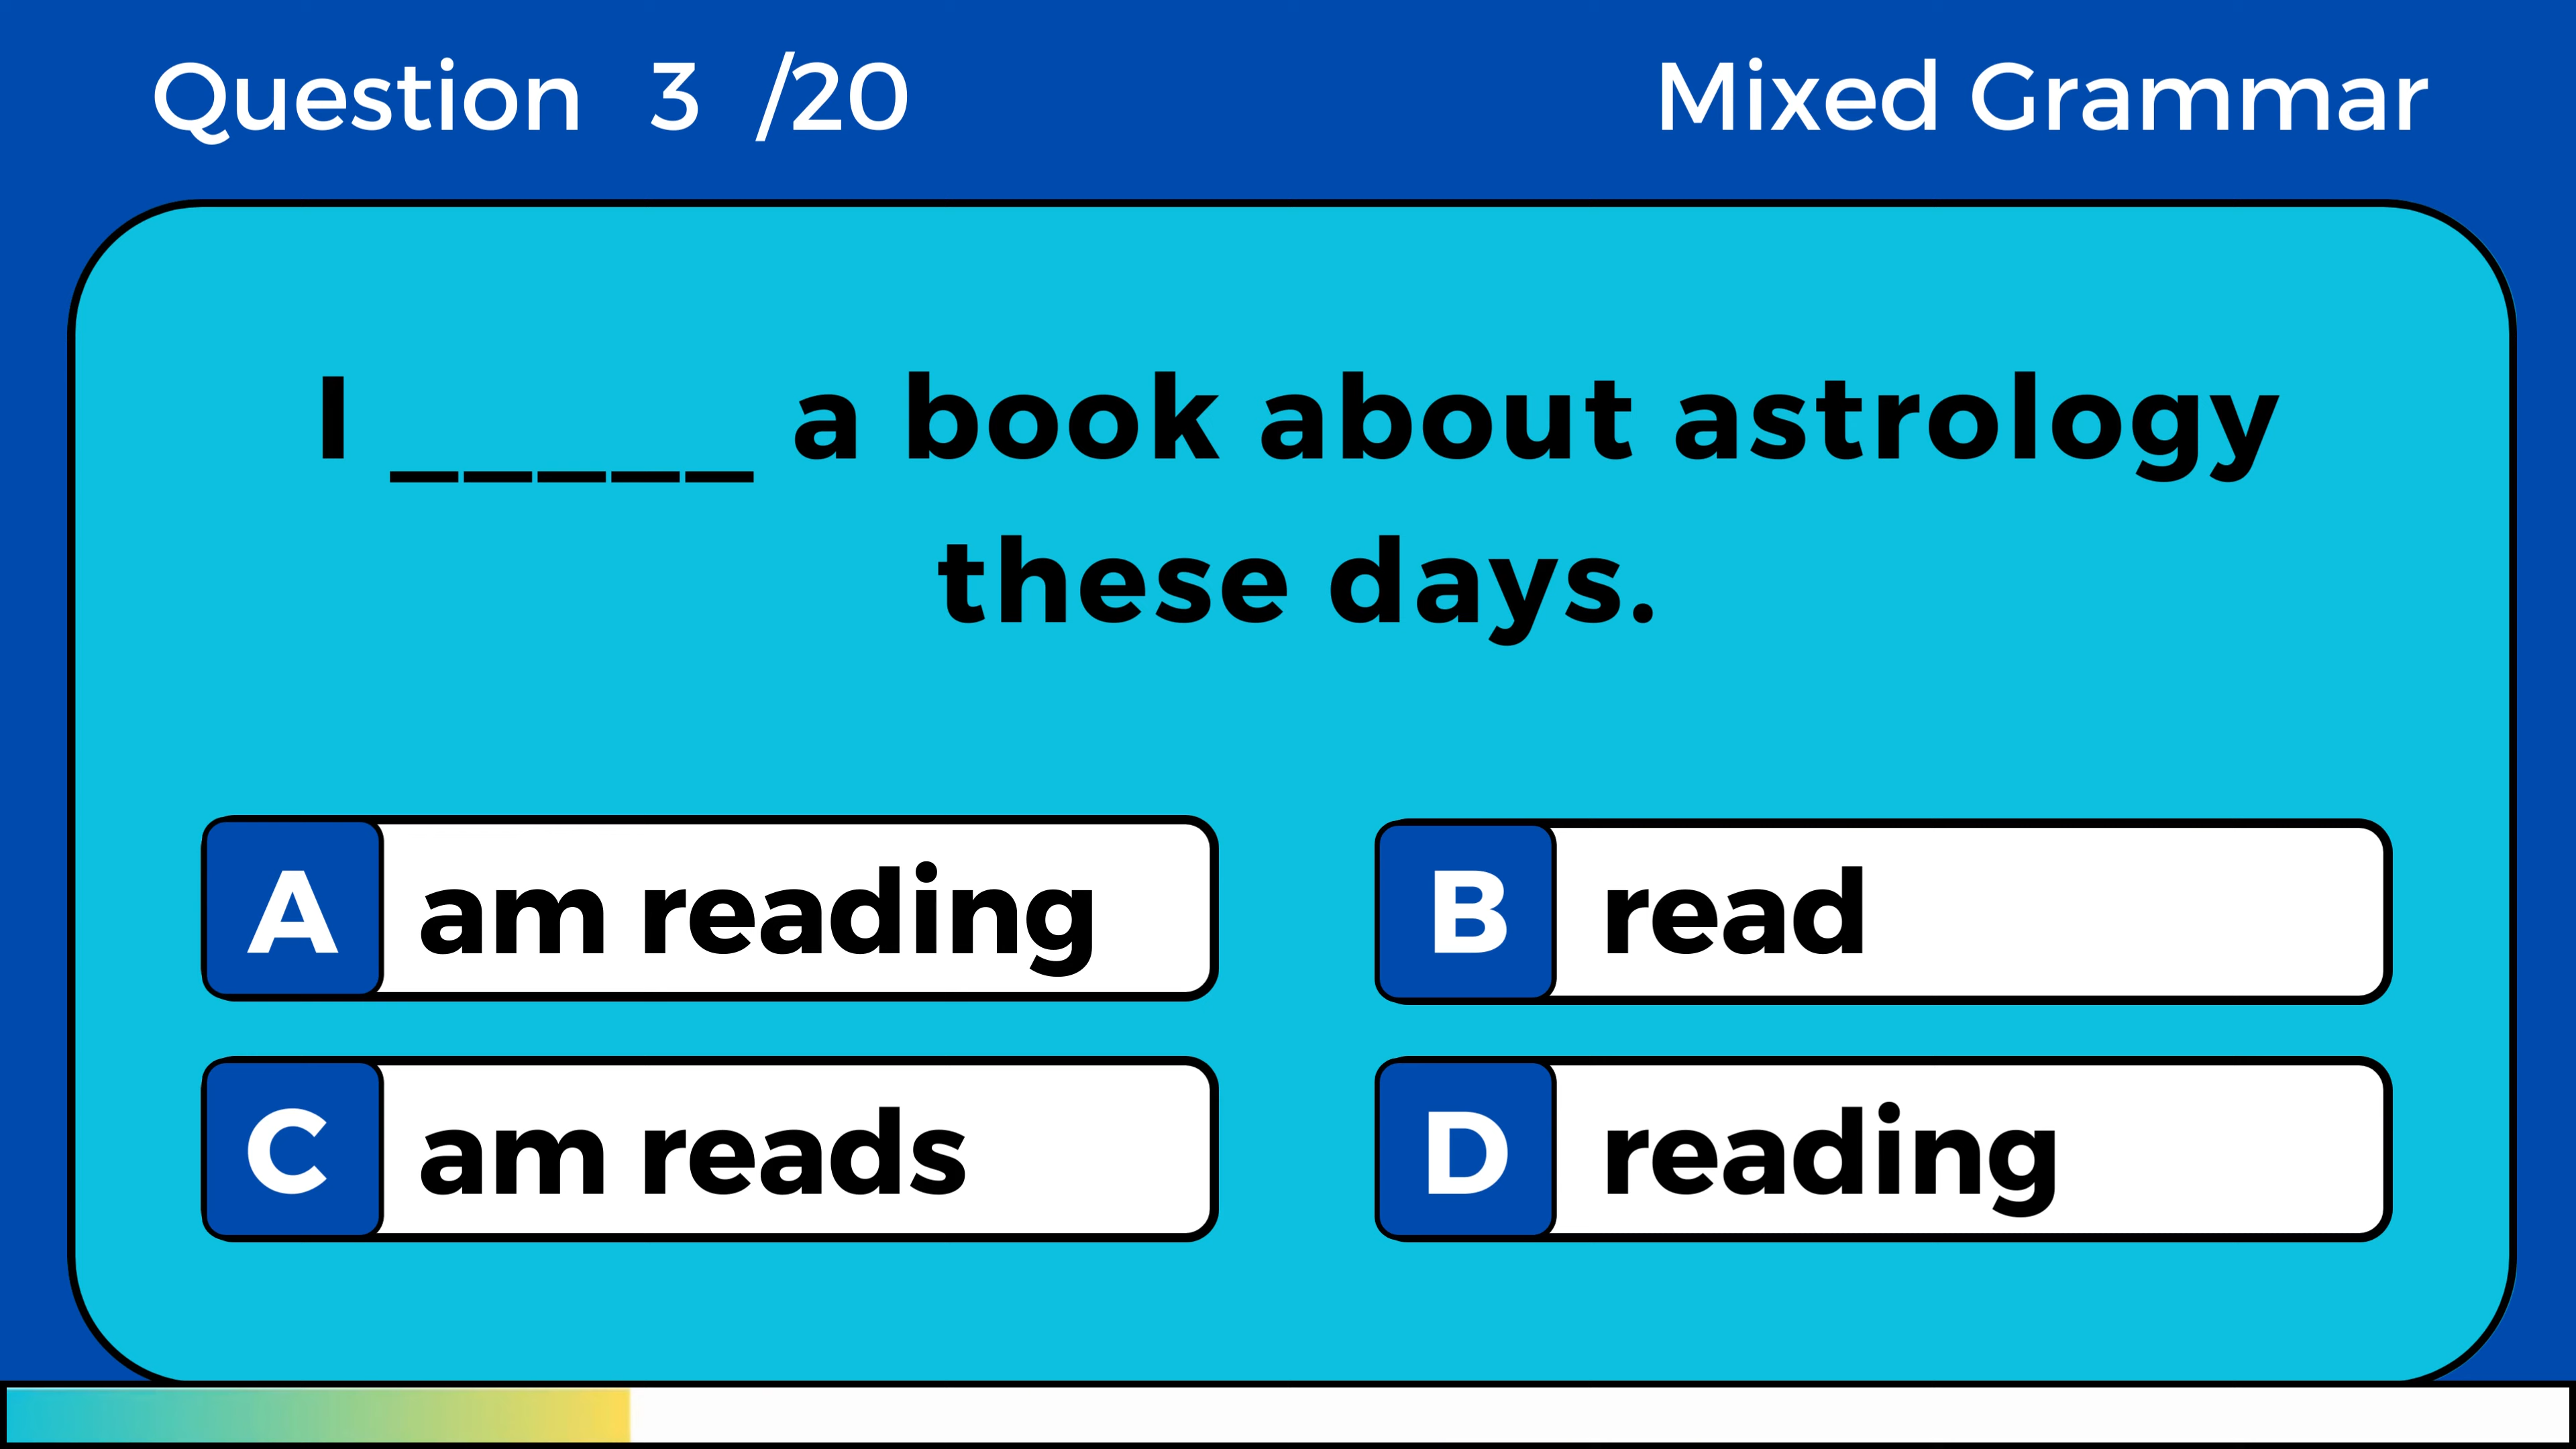 Question 3 /20
Mixed Grammar
I _____ a book about astrology
these days.
A am reading
B read
C am reads
D reading